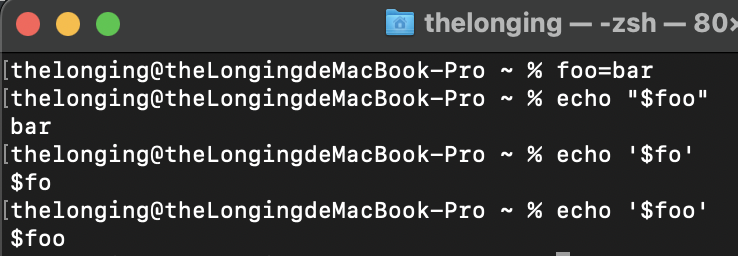 thelonging — -zsh — 80×
[thelonging@theLongingdeMacBook-Pro ~ % foo=bar
[thelonging@theLongingdeMacBook-Pro ~ % echo "$foo"
bar
[thelonging@theLongingdeMacBook-Pro ~ % echo '$fo'
$fo
[thelonging@theLongingdeMacBook-Pro ~ % echo '$foo'
$foo